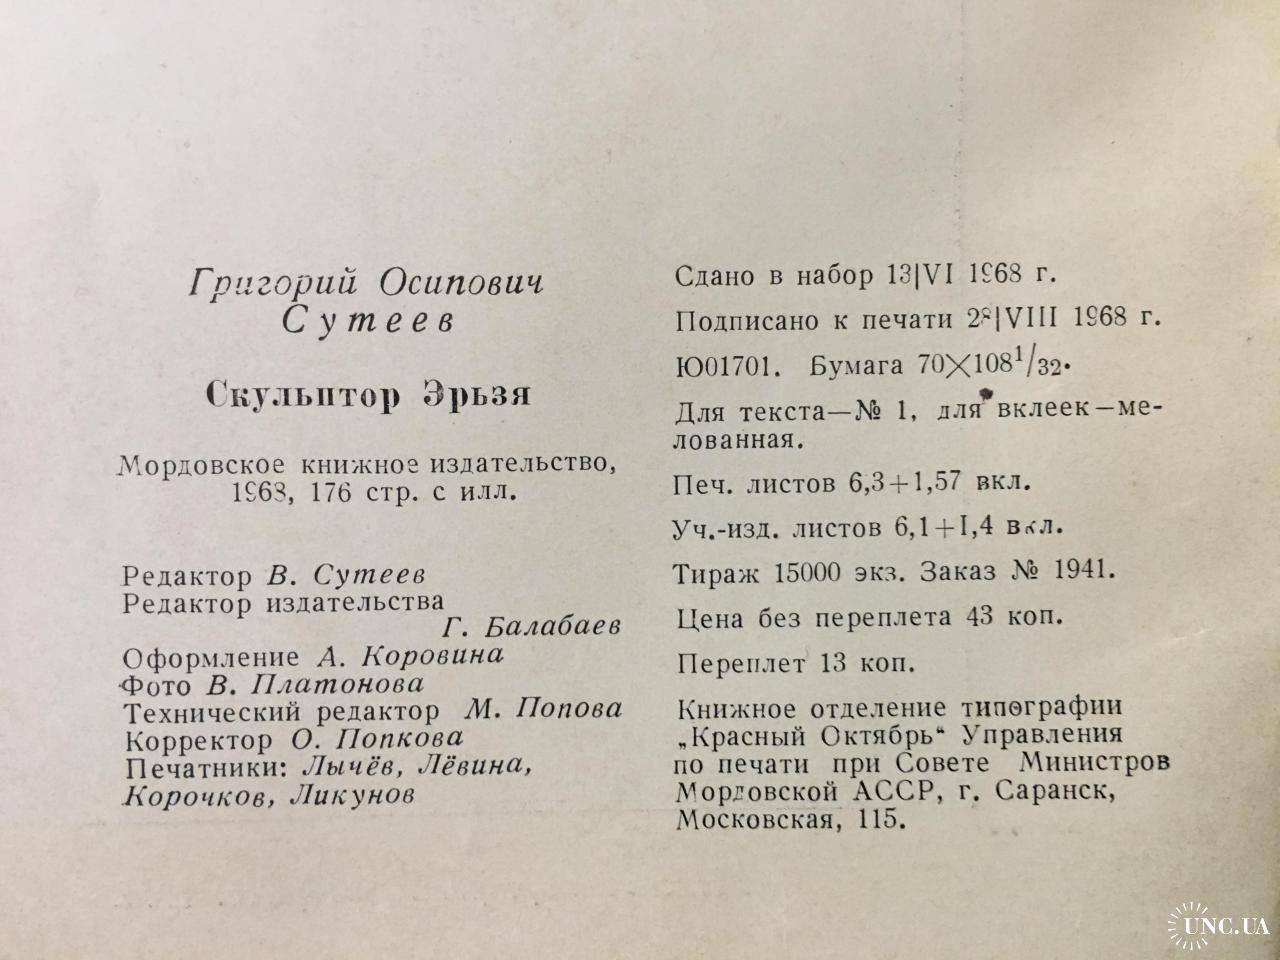 Григорий Осипович
Сутеев
Скульптор Эрьзя
Мордовское книжное издательство,
1968, 176 стр. с илл.
Редактор В. Сутеев
Редактор издательства
Г. Балабаев
Оформление А. Коровина
Фото В. Платонова
Технический редактор М. Попова
Корректор О. Попкова
Печатники: Лычёв, Лёвина,
Корочков, Ликунов
Сдано в набор 13|VI 1968 г.
Подписано к печати 28|VIII 1968 г.
Ю01701. Бумага 70×108¹/₃₂.
Для текста—№ 1, для вклеек—ме-
лованная.
Печ. листов 6,3+1,57 вкл.
Уч.-изд. листов 6,1+I,4 вкл.
Тираж 15000 экз. Заказ № 1941.
Цена без переплета 43 коп.
Переплет 13 коп.
Книжное отделение типографии
„Красный Октябрь“ Управления
по печати при Совете Министров
Мордовской АССР, г. Саранск,
Московская, 115.
UNC.UA